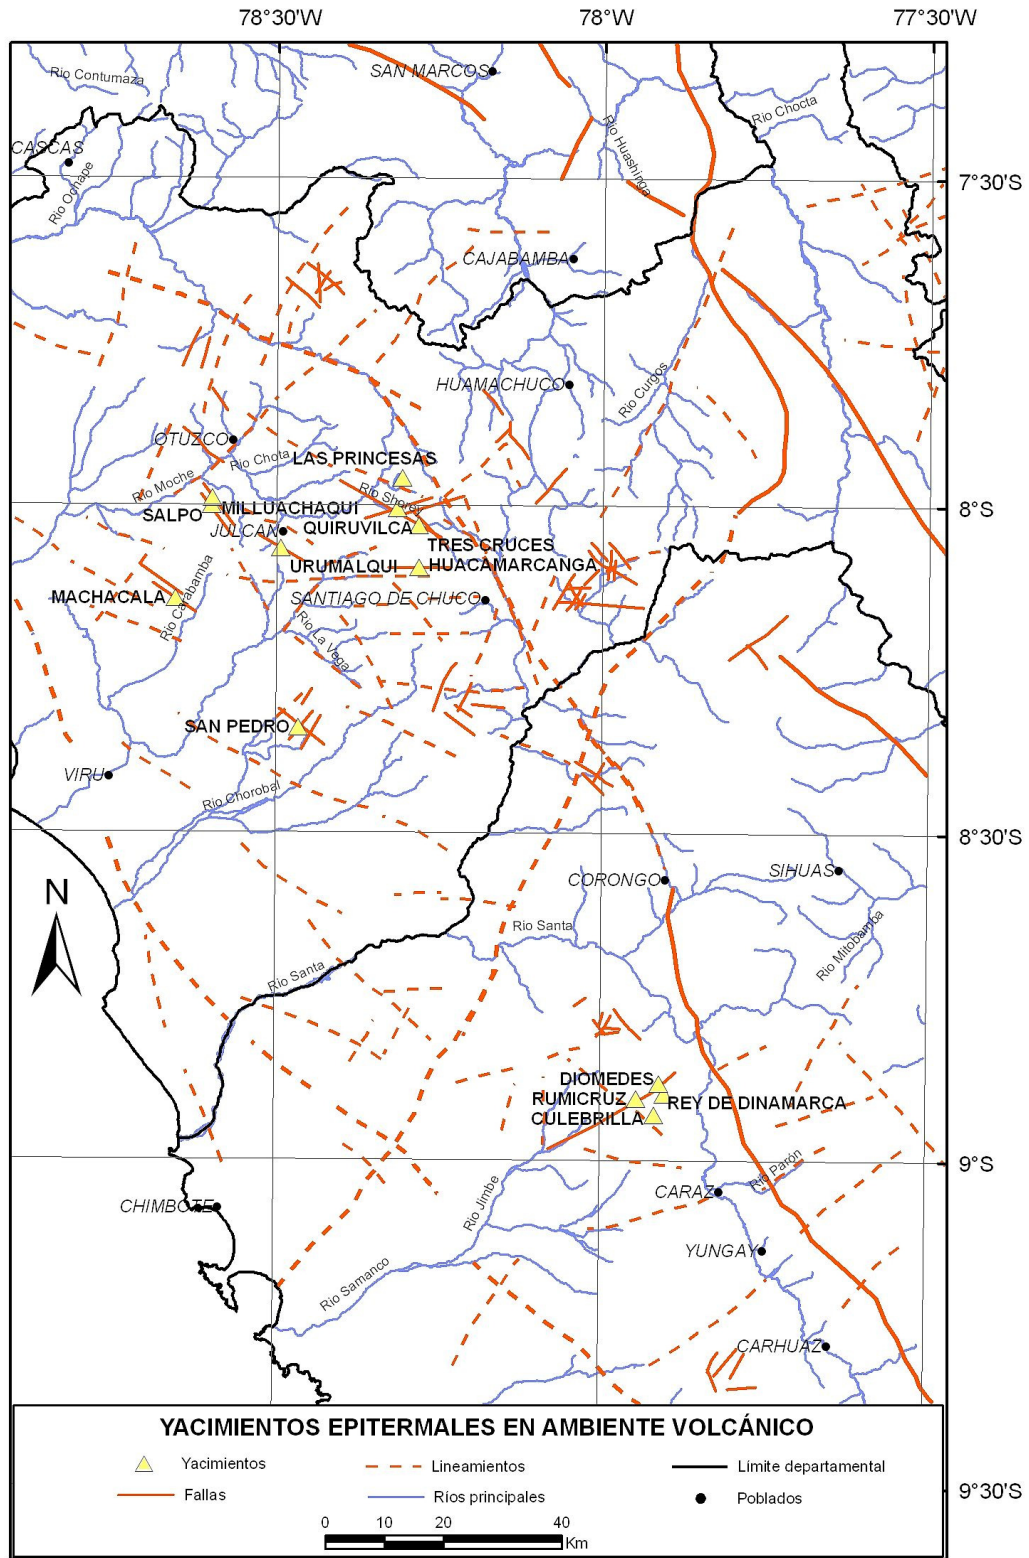 78°30'W
78°W
77°30'W
SAN MARCOS
Rio Contumaza
Rio Chocta
Rio Huashinga
CASCAS
Rio Ochape
7°30'S
CAJABAMBA
HUAMACHUCO
Rio Curgos
OTUZCO
Rio Chota
LAS PRINCESAS
Rio Moche
Rio Shorey
SALPO
MILLUACHAQUI
8°S
JULCAN
QUIRUVILCA
TRES CRUCES
URUMALQUI
HUACAMARCANGA
MACHACALA
Rio Carabamba
SANTIAGO DE CHUCO
Rio La Vega
SAN PEDRO
VIRU
Rio Chorobal
8°30'S
CORONGO
SIHUAS
N
Rio Santa
Rio Mitobamba
Rio Santa
DIOMEDES
RUMICRUZ
REY DE DINAMARCA
CULEBRILLA
9°S
Rio Parón
CARAZ
CHIMBOTE
Rio Jimbe
YUNGAY
Rio Samanco
CARHUAZ
YACIMIENTOS EPITERMALES EN AMBIENTE VOLCÁNICO
Yacimientos
Lineamientos
Límite departamental
Fallas
Ríos principales
Poblados
9°30'S
0 10 20 40
Km